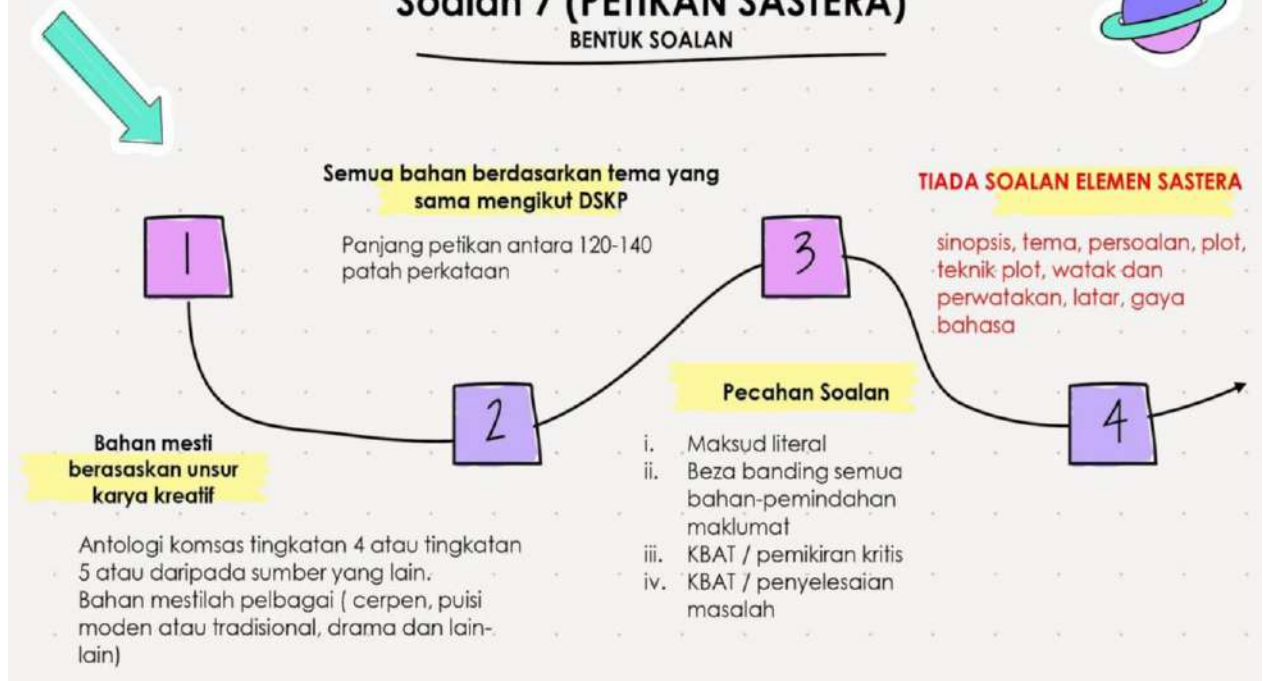 Soalan 7 (PETIKAN SASTERA)
BENTUK SOALAN
1
Bahan mesti
berasaskan unsur
karya kreatif
Antologi komsas tingkatan 4 atau tingkatan
5 atau daripada sumber yang lain.
Bahan mestilah pelbagai ( cerpen, puisi
moden atau tradisional, drama dan lain-
lain)
Semua bahan berdasarkan tema yang
sama mengikut DSKP
Panjang petikan antara 120-140
patah perkataan
2
3
Pecahan Soalan
i. Maksud literal
ii. Beza banding semua
bahan-pemindahan
maklumat
iii. KBAT / pemikiran kritis
iv. KBAT / penyelesaian
masalah
TIADA SOALAN ELEMEN SASTERA
sinopsis, tema, persoalan, plot,
teknik plot, watak dan
perwatakan, latar, gaya
bahasa
4